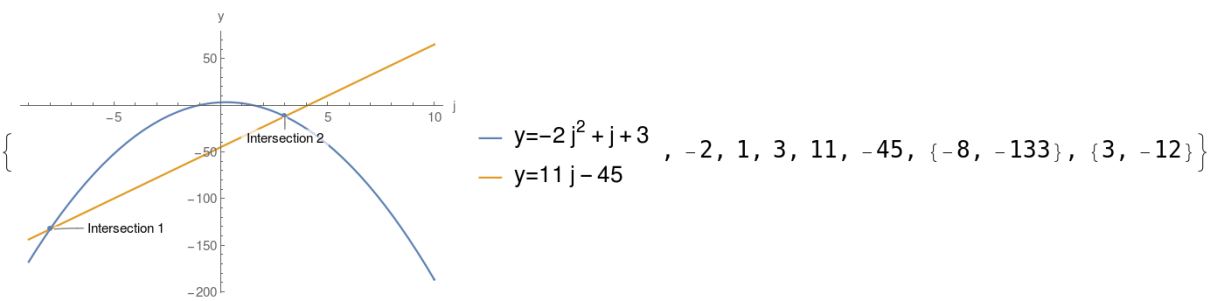 y
50
-5
5
10
j
Intersection 2
-50
-100
Intersection 1
-150
-200
{
y=-2 j² + j + 3
y=11 j - 45
, -2, 1, 3, 11, -45, {-8, -133}, {3, -12}}